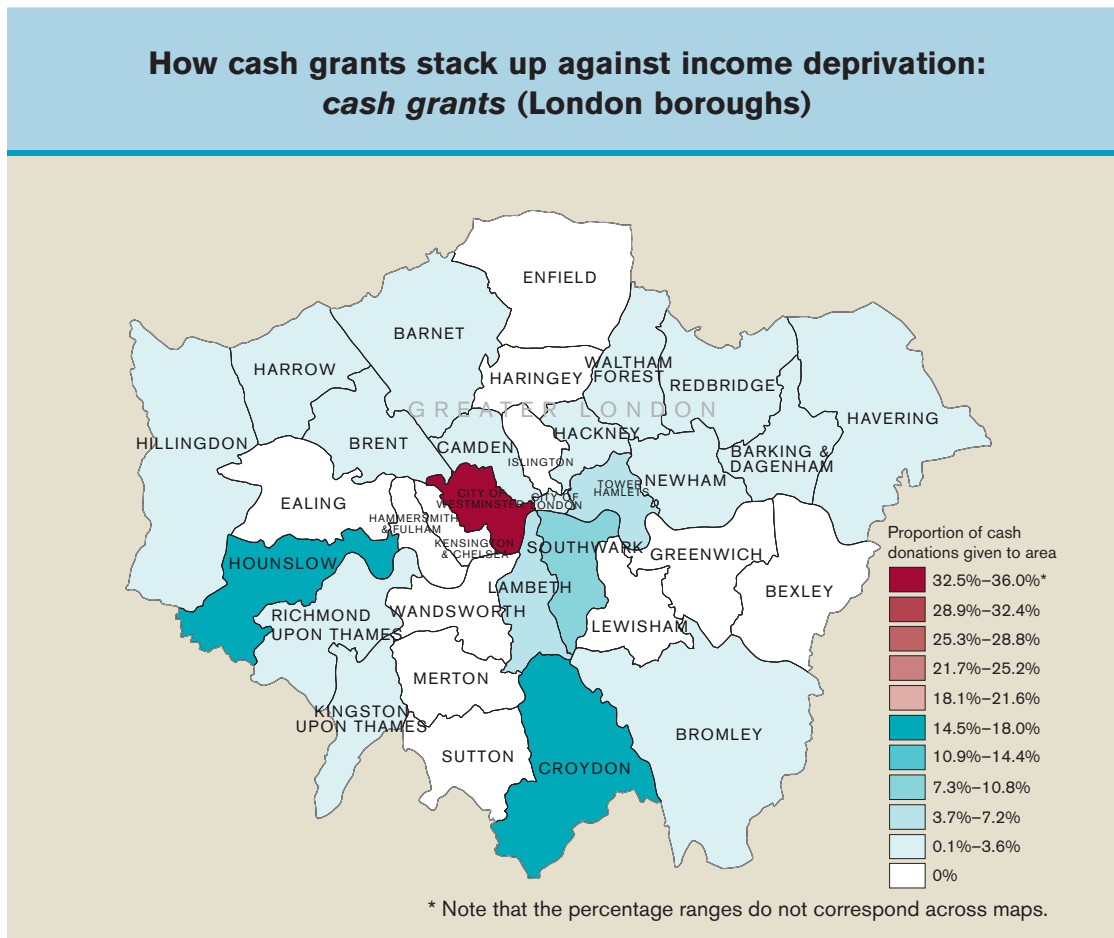 How cash grants stack up against income deprivation:
cash grants (London boroughs)
ENFIELD
BARNET
HARROW
HARINGEY
WALTHAM
FOREST
REDBRIDGE
GREATER LONDON
HAVERING
HILLINGDON
BRENT
CAMDEN
HACKNEY
ISLINGTON
BARKING &
DAGENHAM
NEWHAM
TOWER
HAMLETS
CITY OF
WESTMINSTER
CITY OF
LONDON
EALING
HAMMERSMITH
& FULHAM
KENSINGTON
& CHELSEA
SOUTHWARK
GREENWICH
HOUNSLOW
LAMBETH
BEXLEY
RICHMOND
UPON THAMES
WANDSWORTH
LEWISHAM
MERTON
KINGSTON
UPON THAMES
SUTTON
CROYDON
BROMLEY
Proportion of cash
donations given to area
32.5%–36.0%*
28.9%–32.4%
25.3%–28.8%
21.7%–25.2%
18.1%–21.6%
14.5%–18.0%
10.9%–14.4%
7.3%–10.8%
3.7%–7.2%
0.1%–3.6%
0%
* Note that the percentage ranges do not correspond across maps.